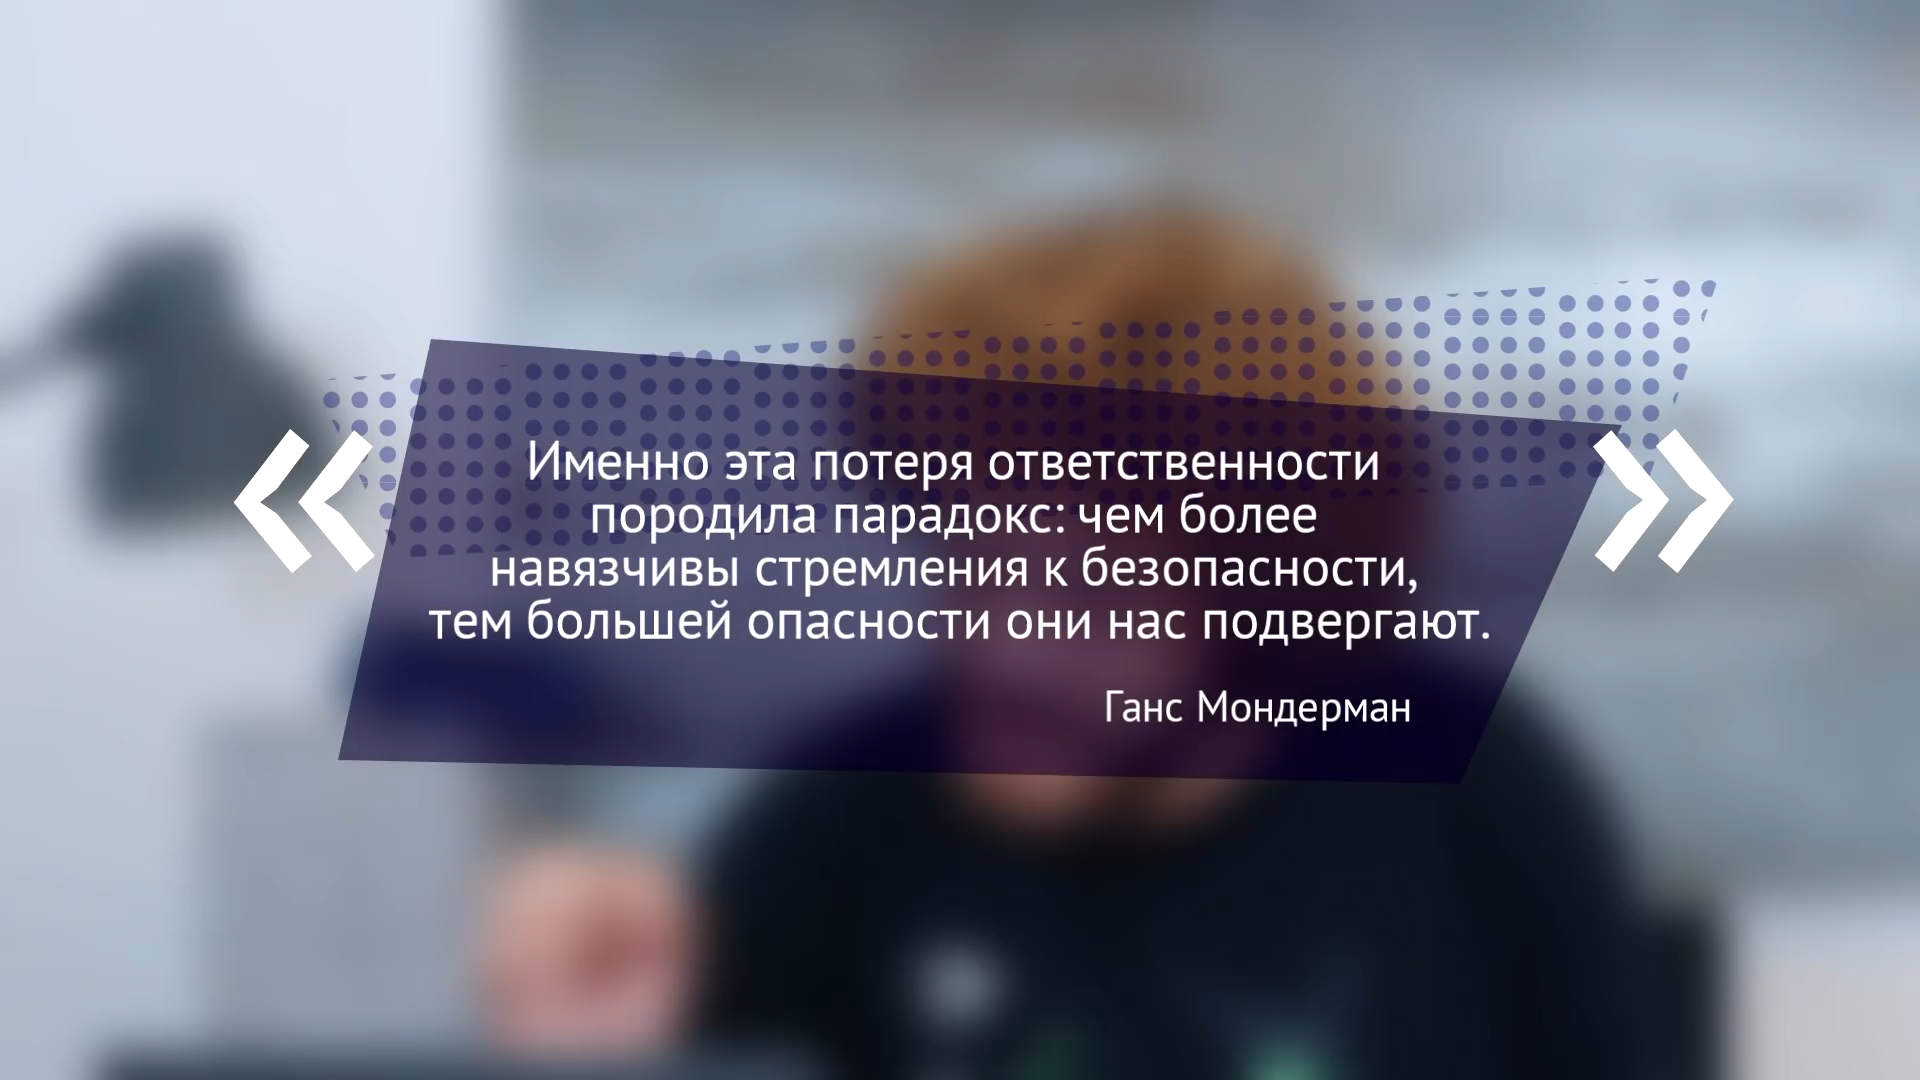 Именно эта потеря ответственности
породила парадокс: чем более
навязчивы стремления к безопасности,
тем большей опасности они нас подвергают.
Ганс Мондерман